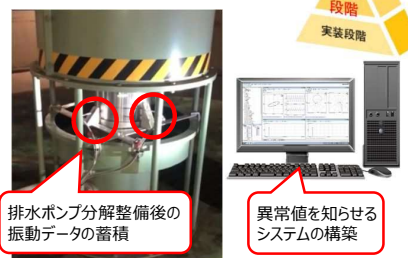 段階
実装段階
排水ポンプ分解整備後の
振動データの蓄積
異常値を知らせる
システムの構築